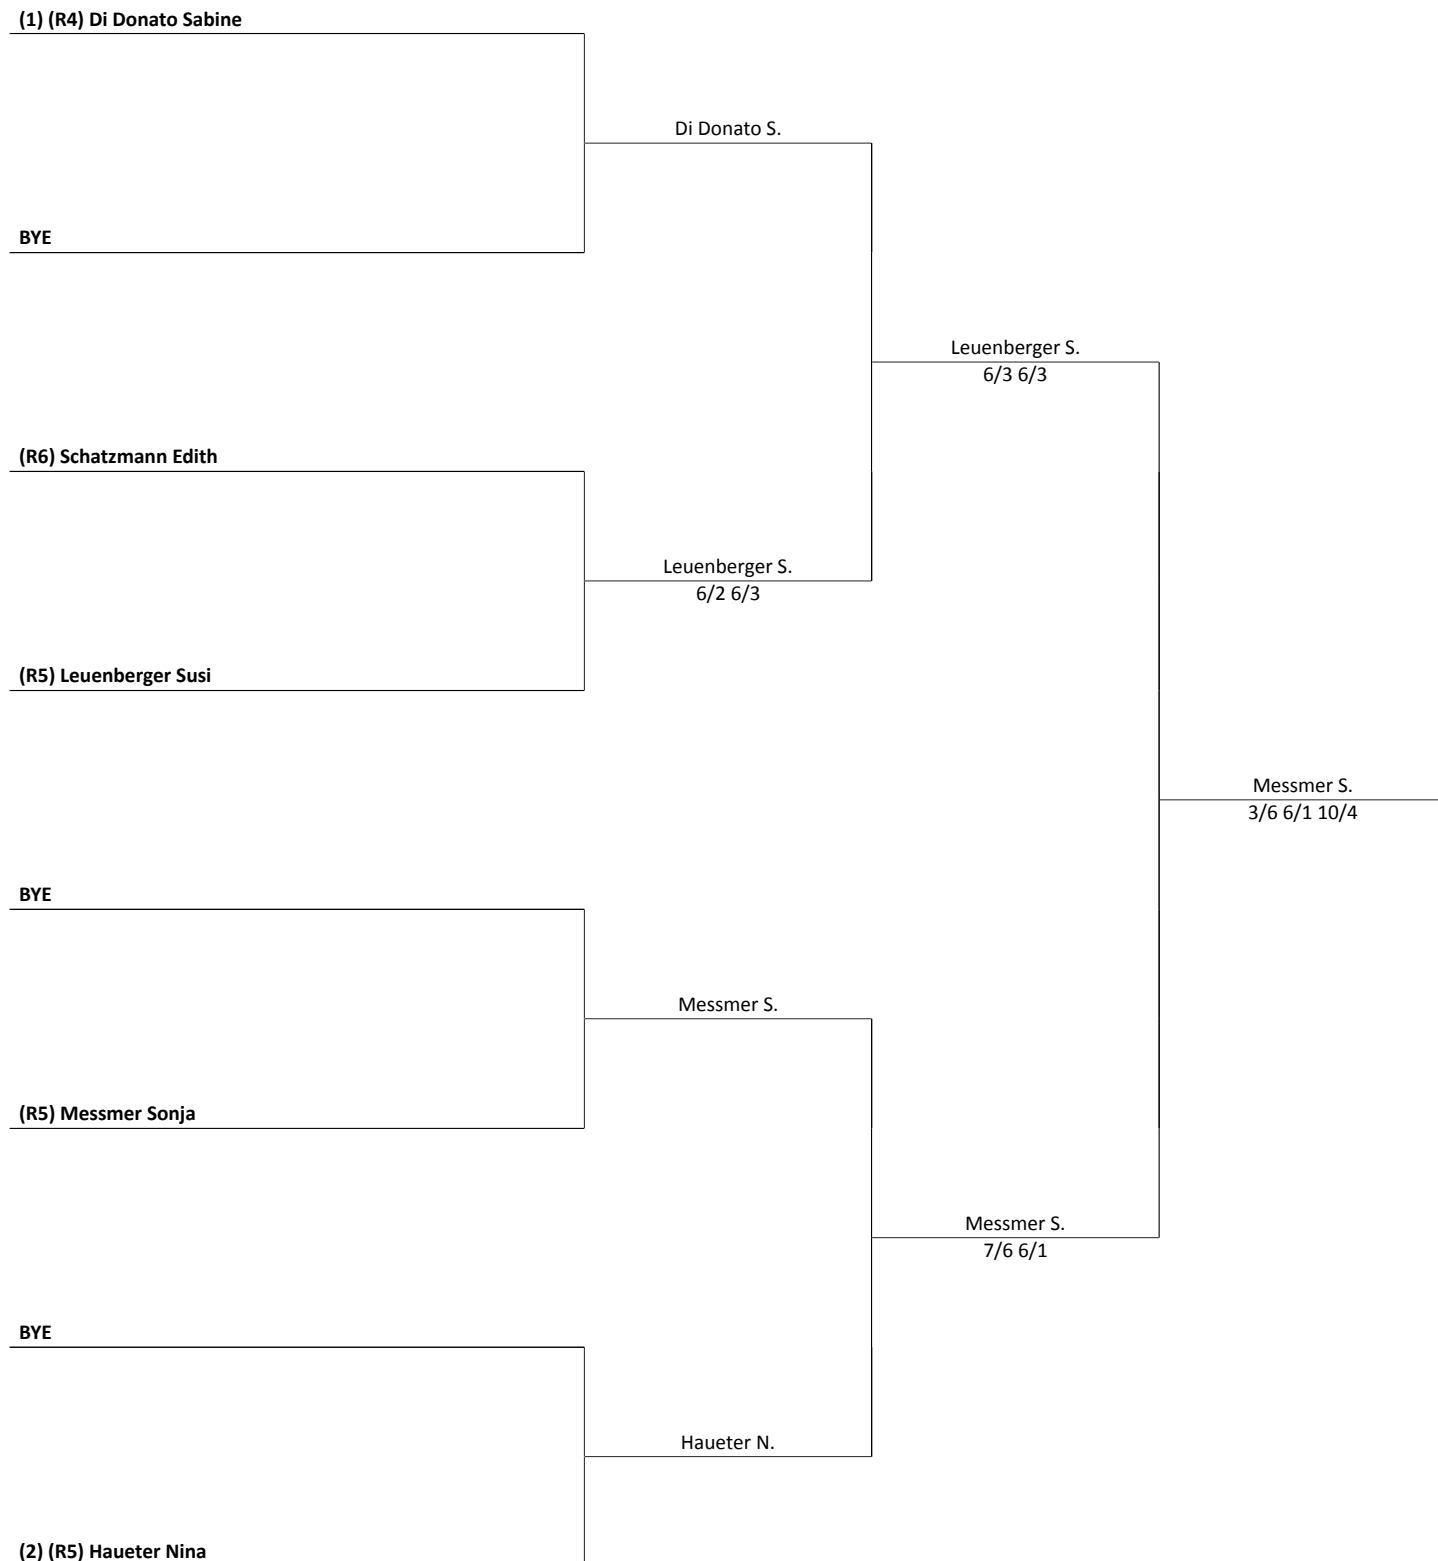 (1) (R4) Di Donato Sabine
Di Donato S.
BYE
Leuenberger S.
6/3 6/3
(R6) Schatzmann Edith
Leuenberger S.
6/2 6/3
(R5) Leuenberger Susi
Messmer S.
3/6 6/1 10/4
BYE
Messmer S.
(R5) Messmer Sonja
Messmer S.
7/6 6/1
BYE
Haueter N.
(2) (R5) Haueter Nina